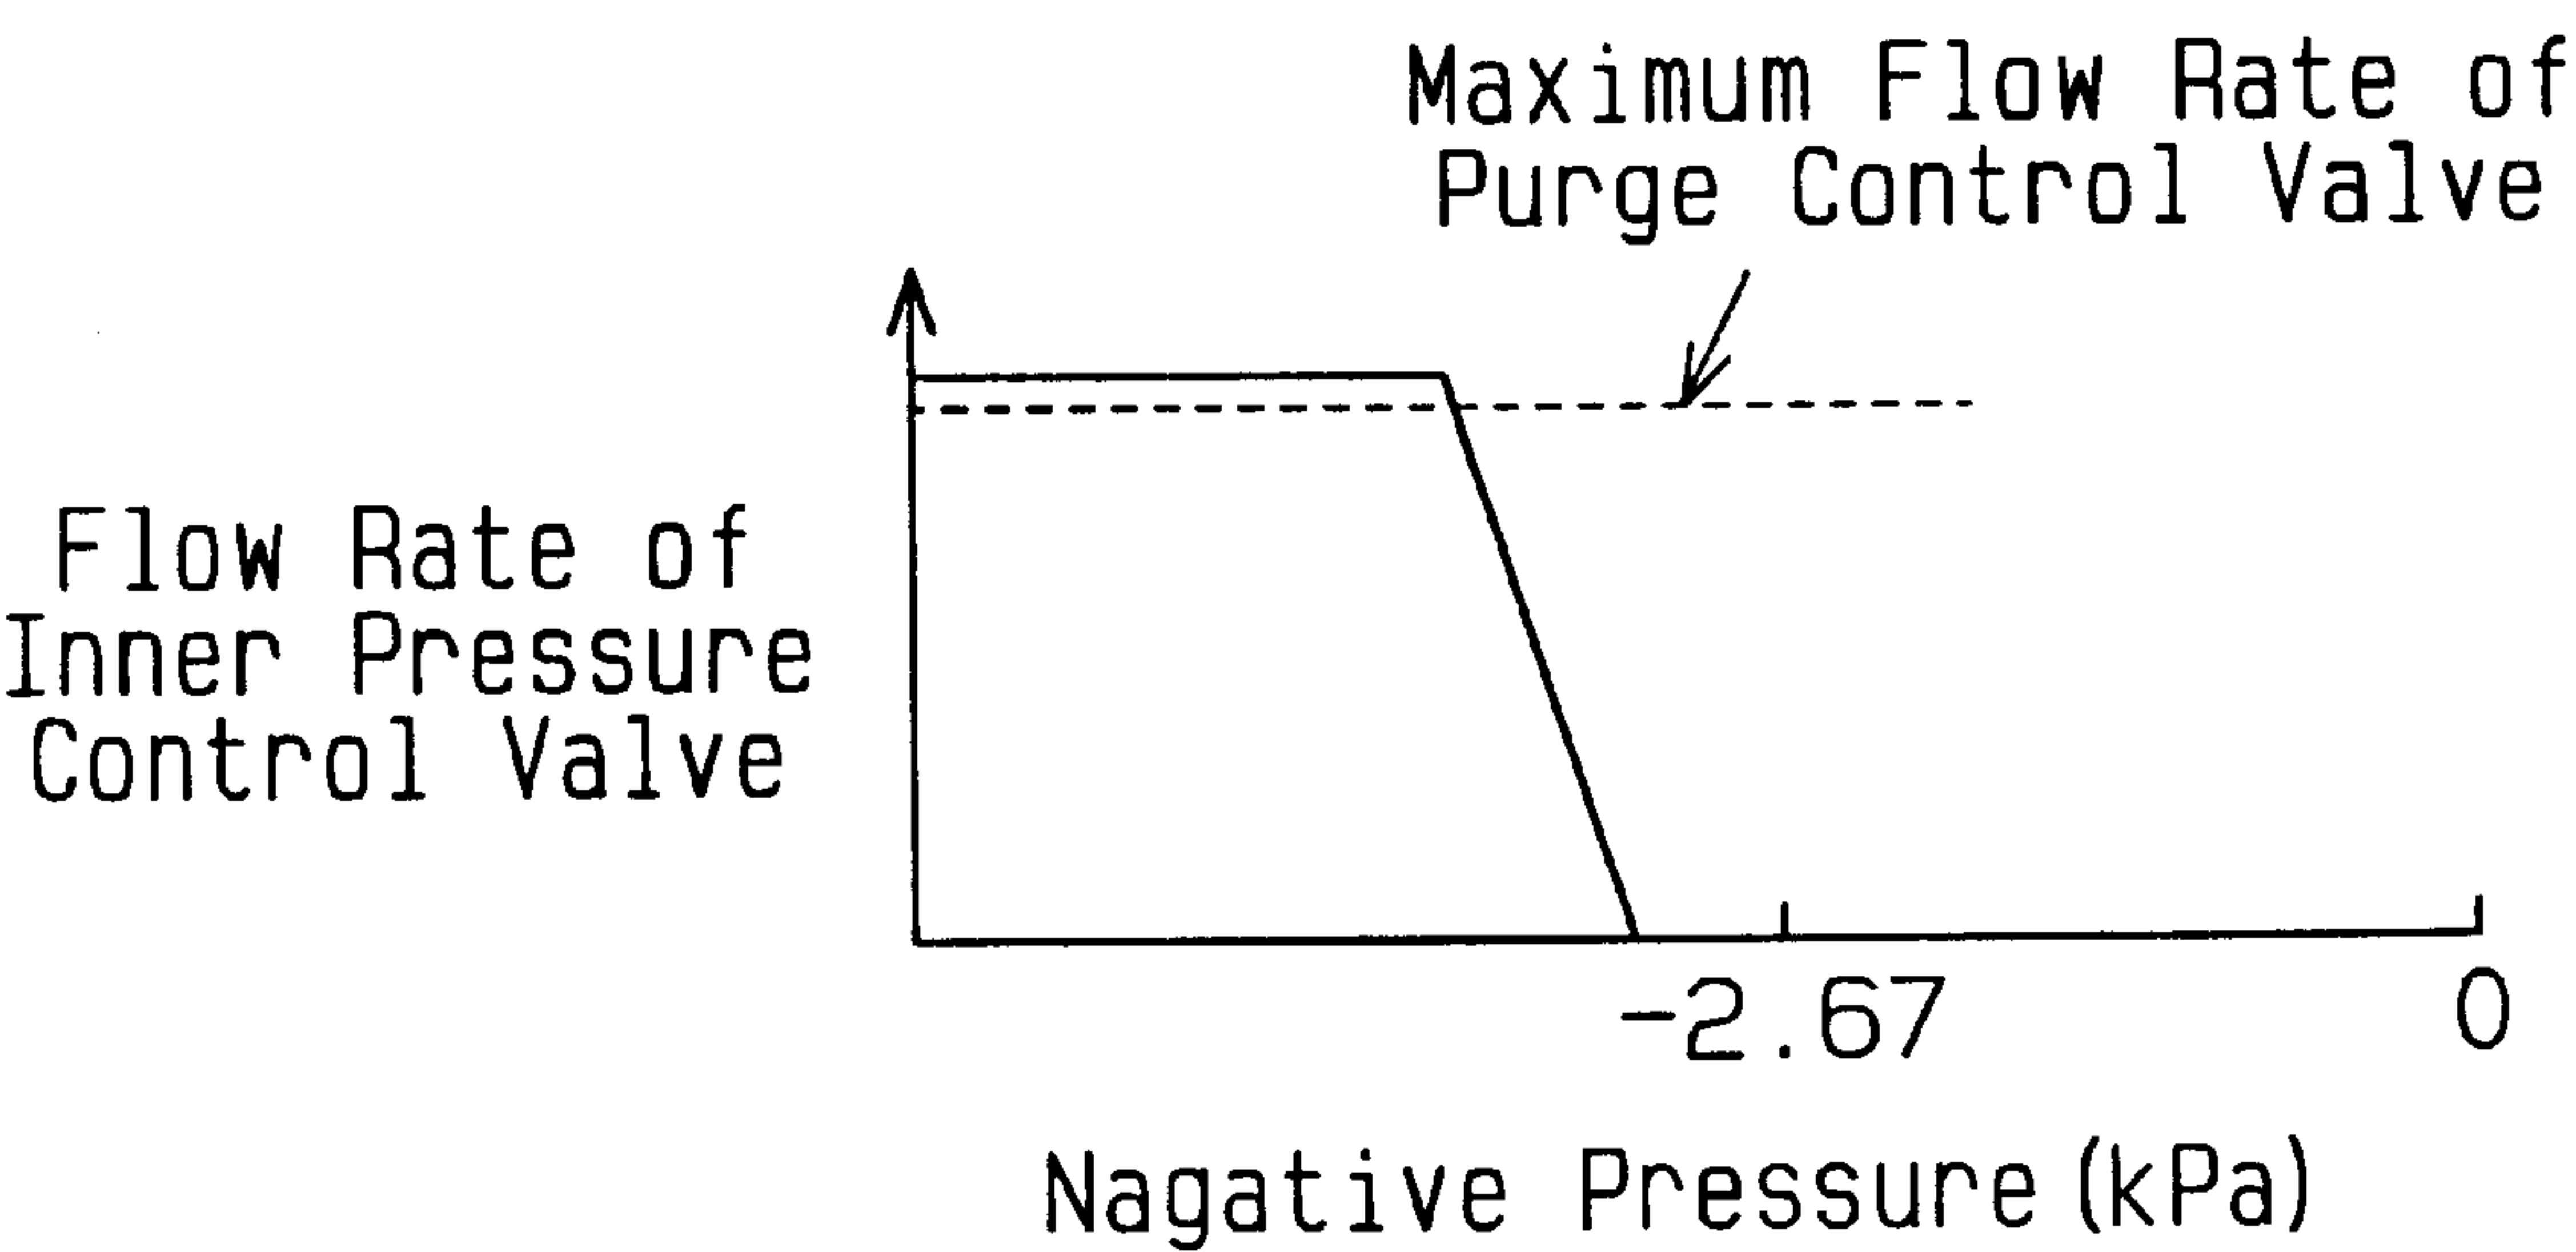 Maximum Flow Rate of
Purge Control Valve
Flow Rate of
Inner Pressure
Control Valve
-2.67
0
Nagative Pressure (kPa)